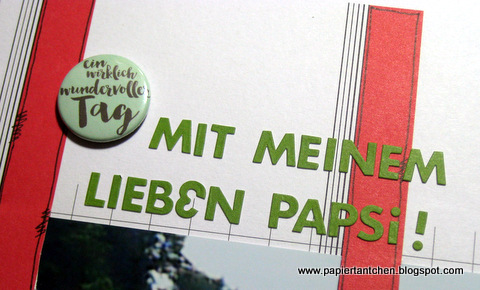 ein
wirklich
wundervoller
Tag
MIT MEINEM
LIEBEN PAPSi!
www.papiertantchen.blogspot.com